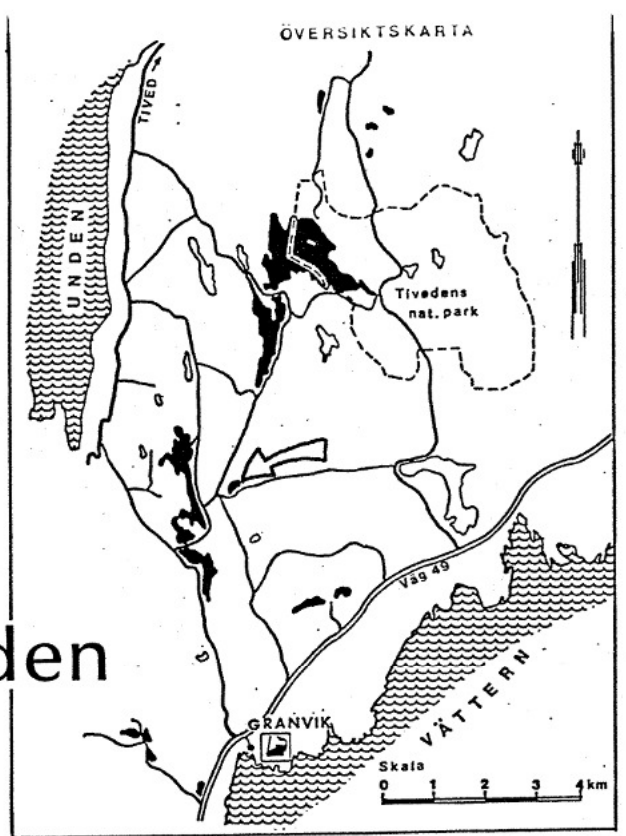 ÖVERSIKTSKARTA
TIVED
UNDEN
Tivedens
nat. park
Väg 49
den
VÄTTERN
GRANVIK
Skala
0 1 2 3 4 km